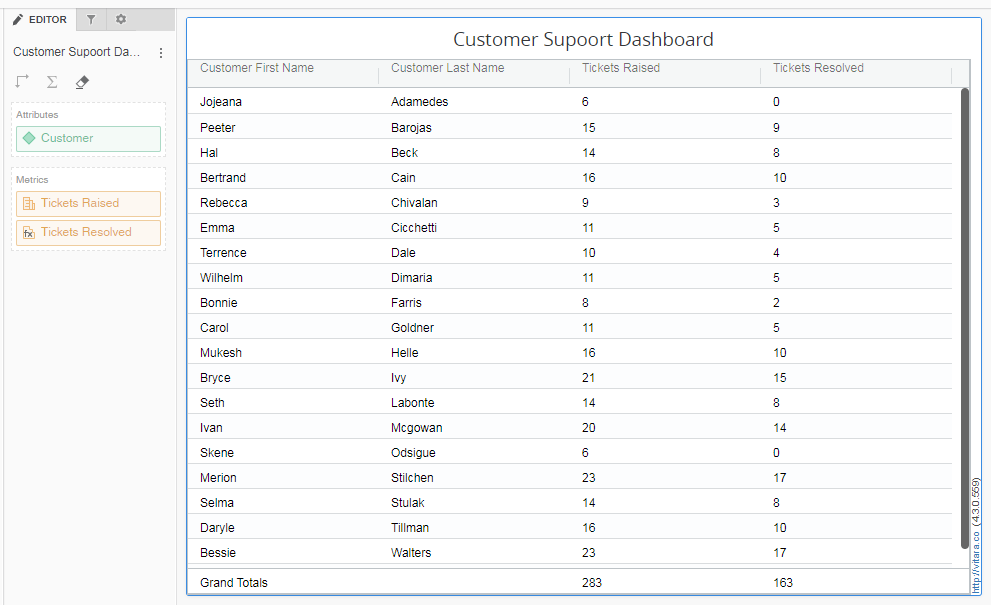 EDITOR
Customer Supoort Da...
Attributes
Customer
Metrics
Tickets Raised
fx Tickets Resolved
Customer Supoort Dashboard
Customer First Name Customer Last Name Tickets Raised Tickets Resolved
Jojeana Adamedes 6 0
Peeter Barojas 15 9
Hal Beck 14 8
Bertrand Cain 16 10
Rebecca Chivalan 9 3
Emma Cicchetti 11 5
Terrence Dale 10 4
Wilhelm Dimaria 11 5
Bonnie Farris 8 2
Carol Goldner 11 5
Mukesh Helle 16 10
Bryce Ivy 21 15
Seth Labonte 14 8
Ivan Mcgowan 20 14
Skene Odsigue 6 0
Merion Stilchen 23 17
Selma Stulak 14 8
Daryle Tillman 16 10
Bessie Walters 23 17
Grand Totals 283 163
http://vitara.co (4.3.0.559)